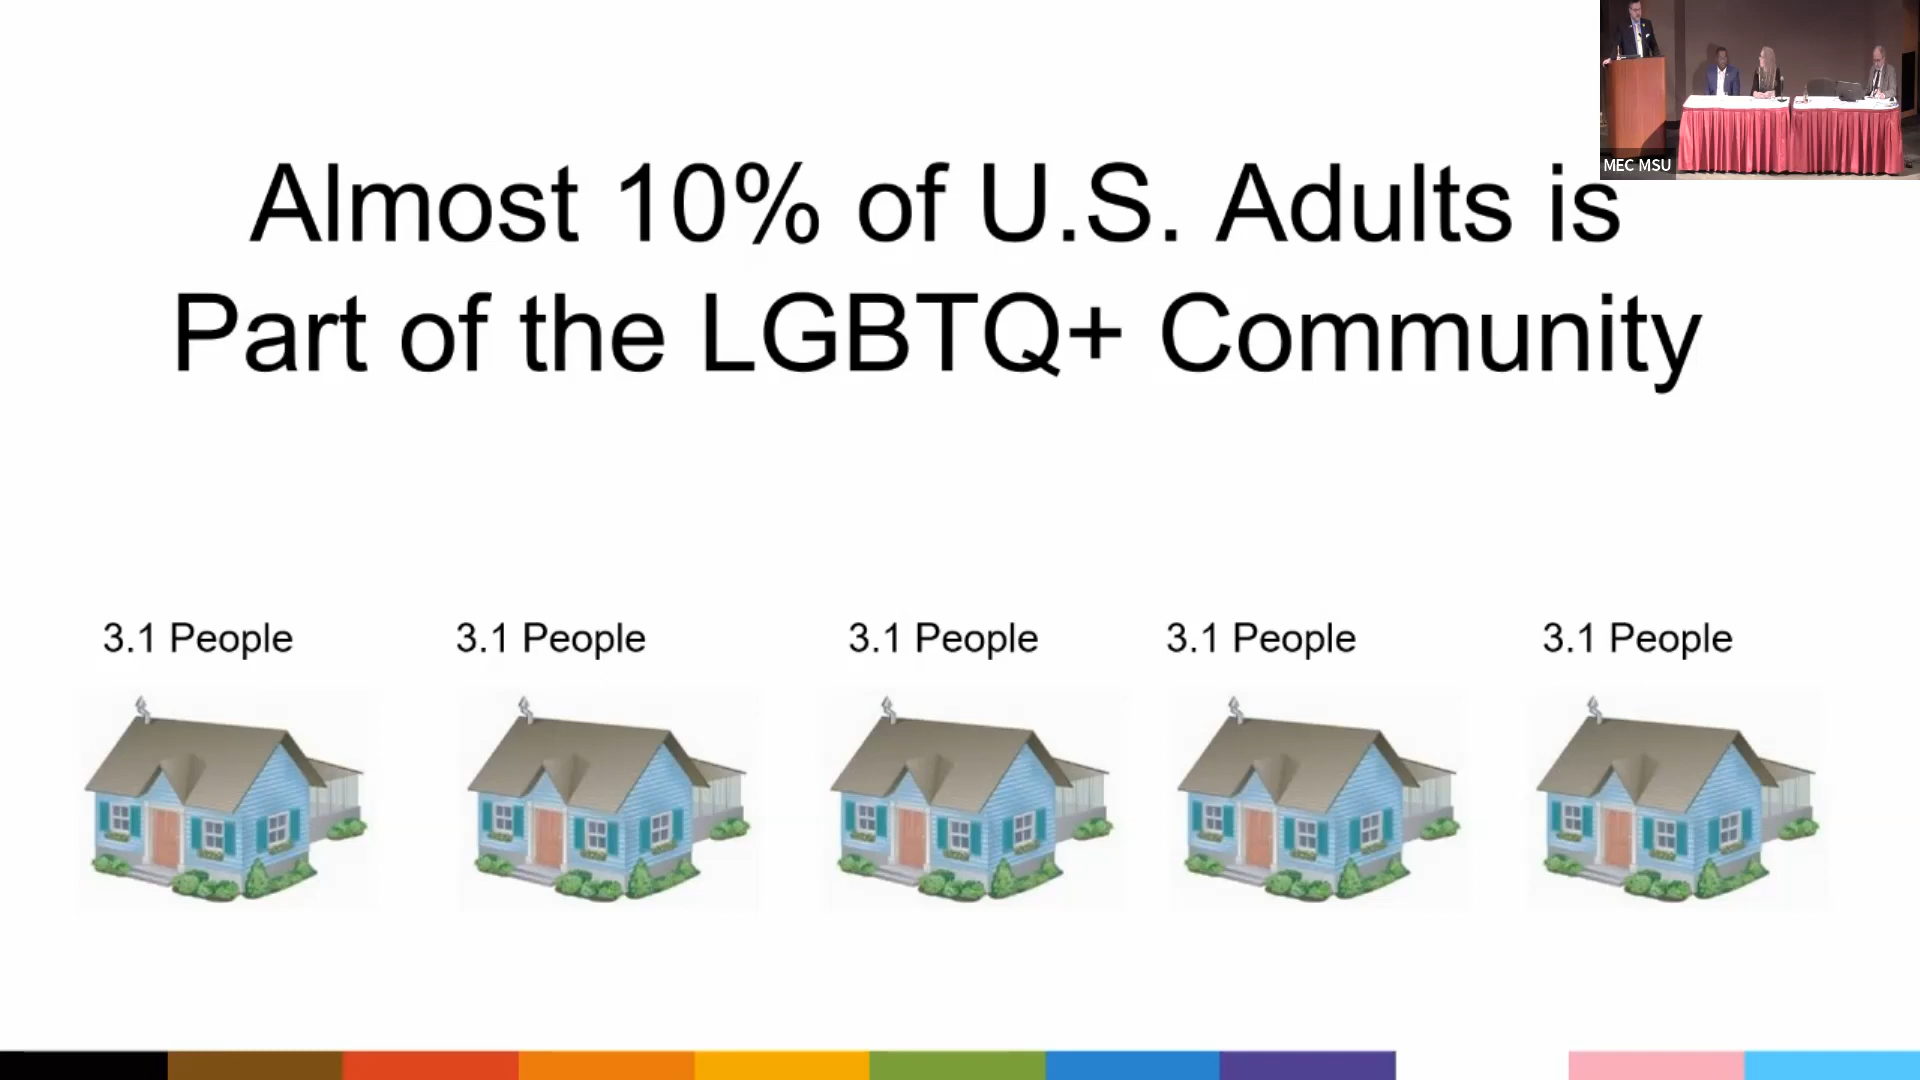 MEC MSU
Almost 10% of U.S. Adults is
Part of the LGBTQ+ Community
3.1 People 3.1 People 3.1 People 3.1 People 3.1 People